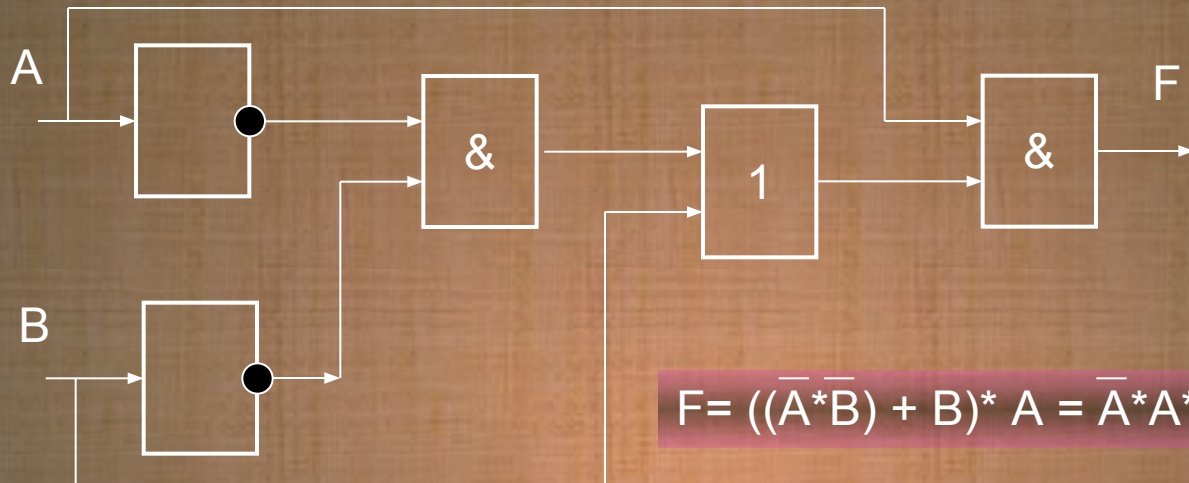 A
F
&
&
1
B
F= ((A̅*B̅) + B)* A = A̅*A*